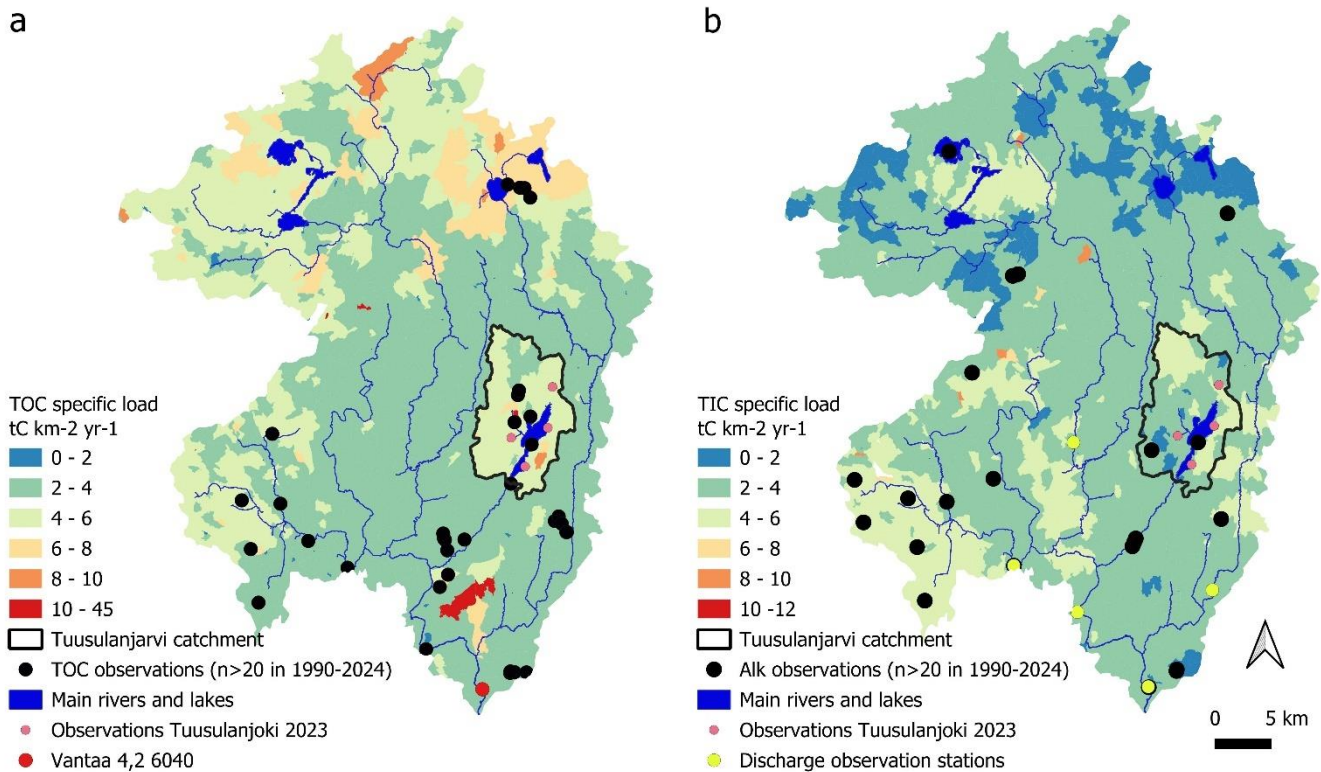 a
TOC specific load
tC km-2 yr-1
0 - 2
2 - 4
4 - 6
6 - 8
8 - 10
10 - 45
Tuusulanjarvi catchment
TOC observations (n>20 in 1990-2024)
Main rivers and lakes
Observations Tuusulanjoki 2023
Vantaa 4,2 6040
b
TIC specific load
tC km-2 yr-1
0 - 2
2 - 4
4 - 6
6 - 8
8 - 10
10 -12
Tuusulanjarvi catchment
Alk observations (n>20 in 1990-2024)
Main rivers and lakes
Observations Tuusulanjoki 2023
Discharge observation stations
0 5 km